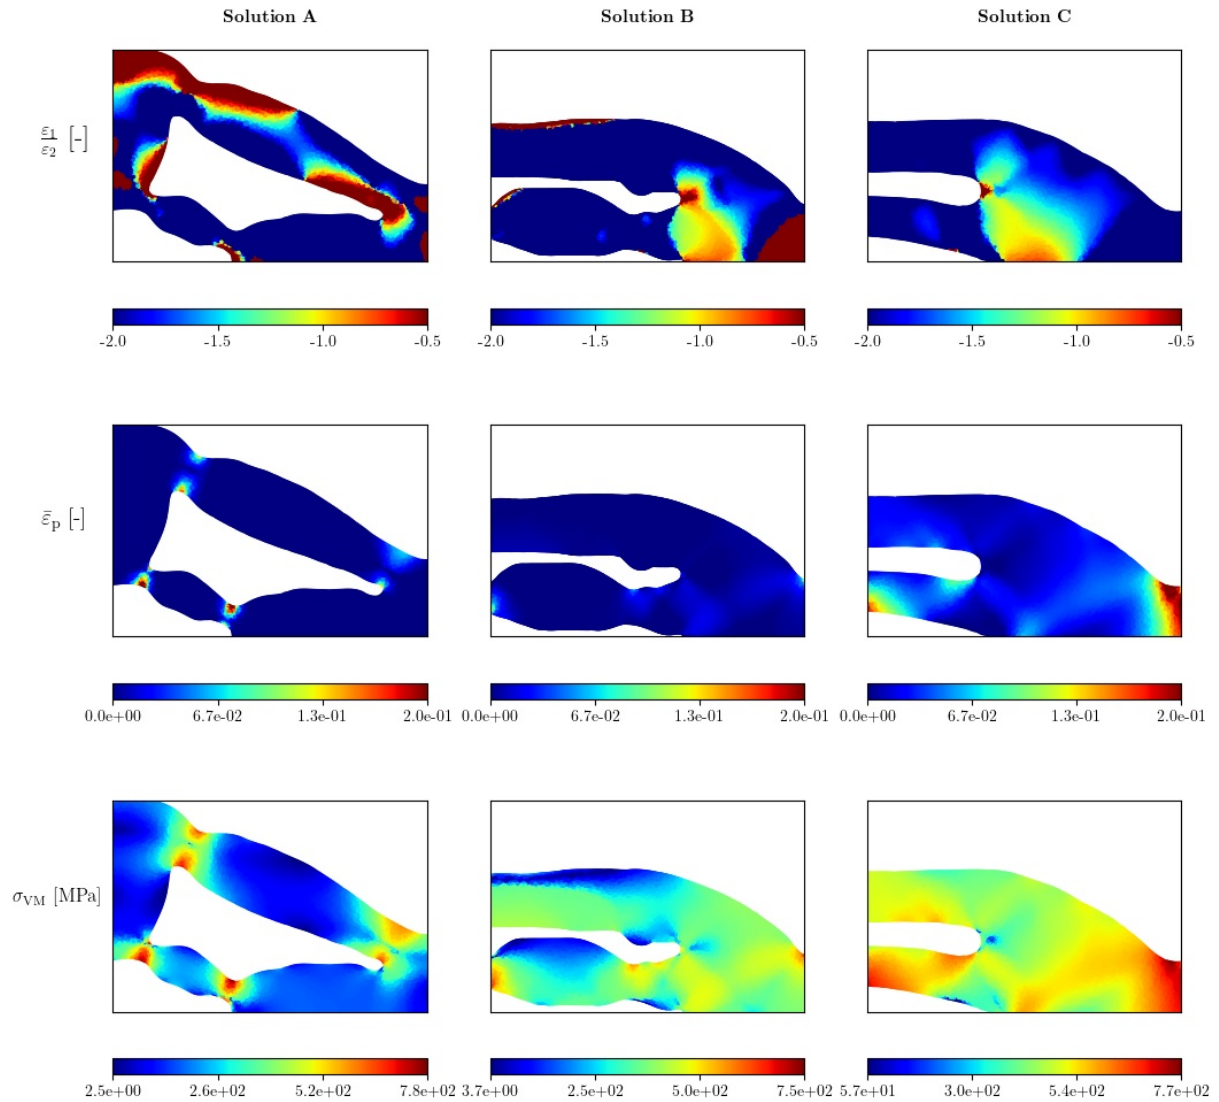 Solution A Solution B Solution C
ε1/ε2 [-]
-2.0 -1.5 -1.0 -0.5 -2.0 -1.5 -1.0 -0.5 -2.0 -1.5 -1.0 -0.5
ε̄p [-]
0.0e+00 6.7e-02 1.3e-01 2.0e-01 0.0e+00 6.7e-02 1.3e-01 2.0e-01 0.0e+00 6.7e-02 1.3e-01 2.0e-01
σVM [MPa]
2.5e+00 2.6e+02 5.2e+02 7.8e+02 3.7e+00 2.5e+02 5.0e+02 7.5e+02 5.7e+01 3.0e+02 5.4e+02 7.7e+02